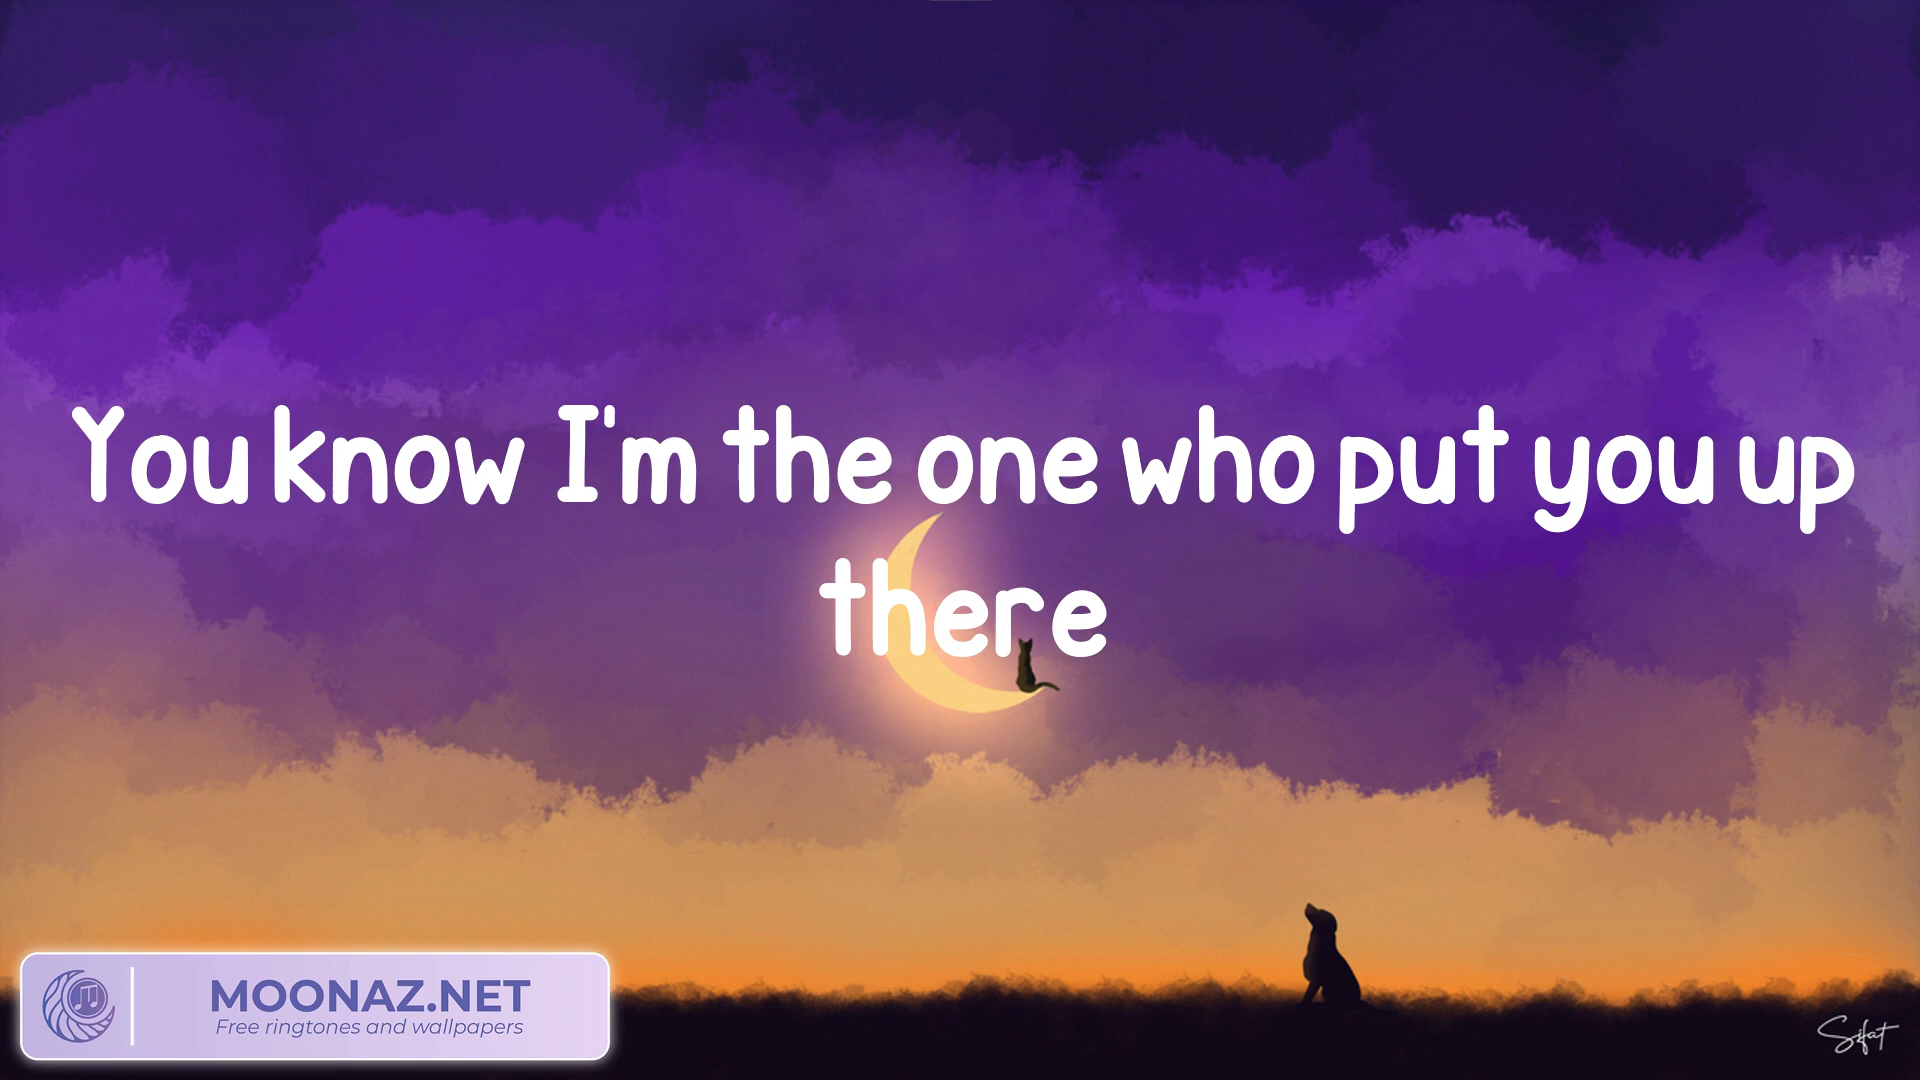 You know I'm the one who put you up
there
MOONAZ.NET
Free ringtones and wallpapers
Sifat